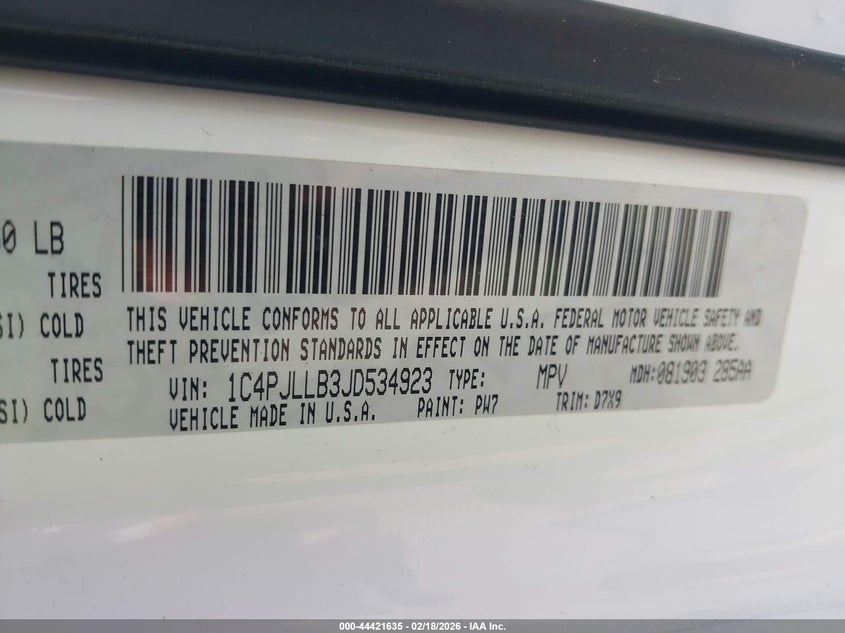 0 LB
TIRES
SI) COLD
TIRES
SI) COLD
THIS VEHICLE CONFORMS TO ALL APPLICABLE U.S.A. FEDERAL MOTOR VEHICLE SAFETY AND
THEFT PREVENTION STANDARDS IN EFFECT ON THE DATE OF MANUFACTURE SHOWN ABOVE.
VIN: 1C4PJLLB3JD534923 TYPE: MPV MDH:081903 285AA
VEHICLE MADE IN U.S.A. PAINT: PW7 TRIM: D7X9
000-44421635 - 02/18/2026 - IAA Inc.